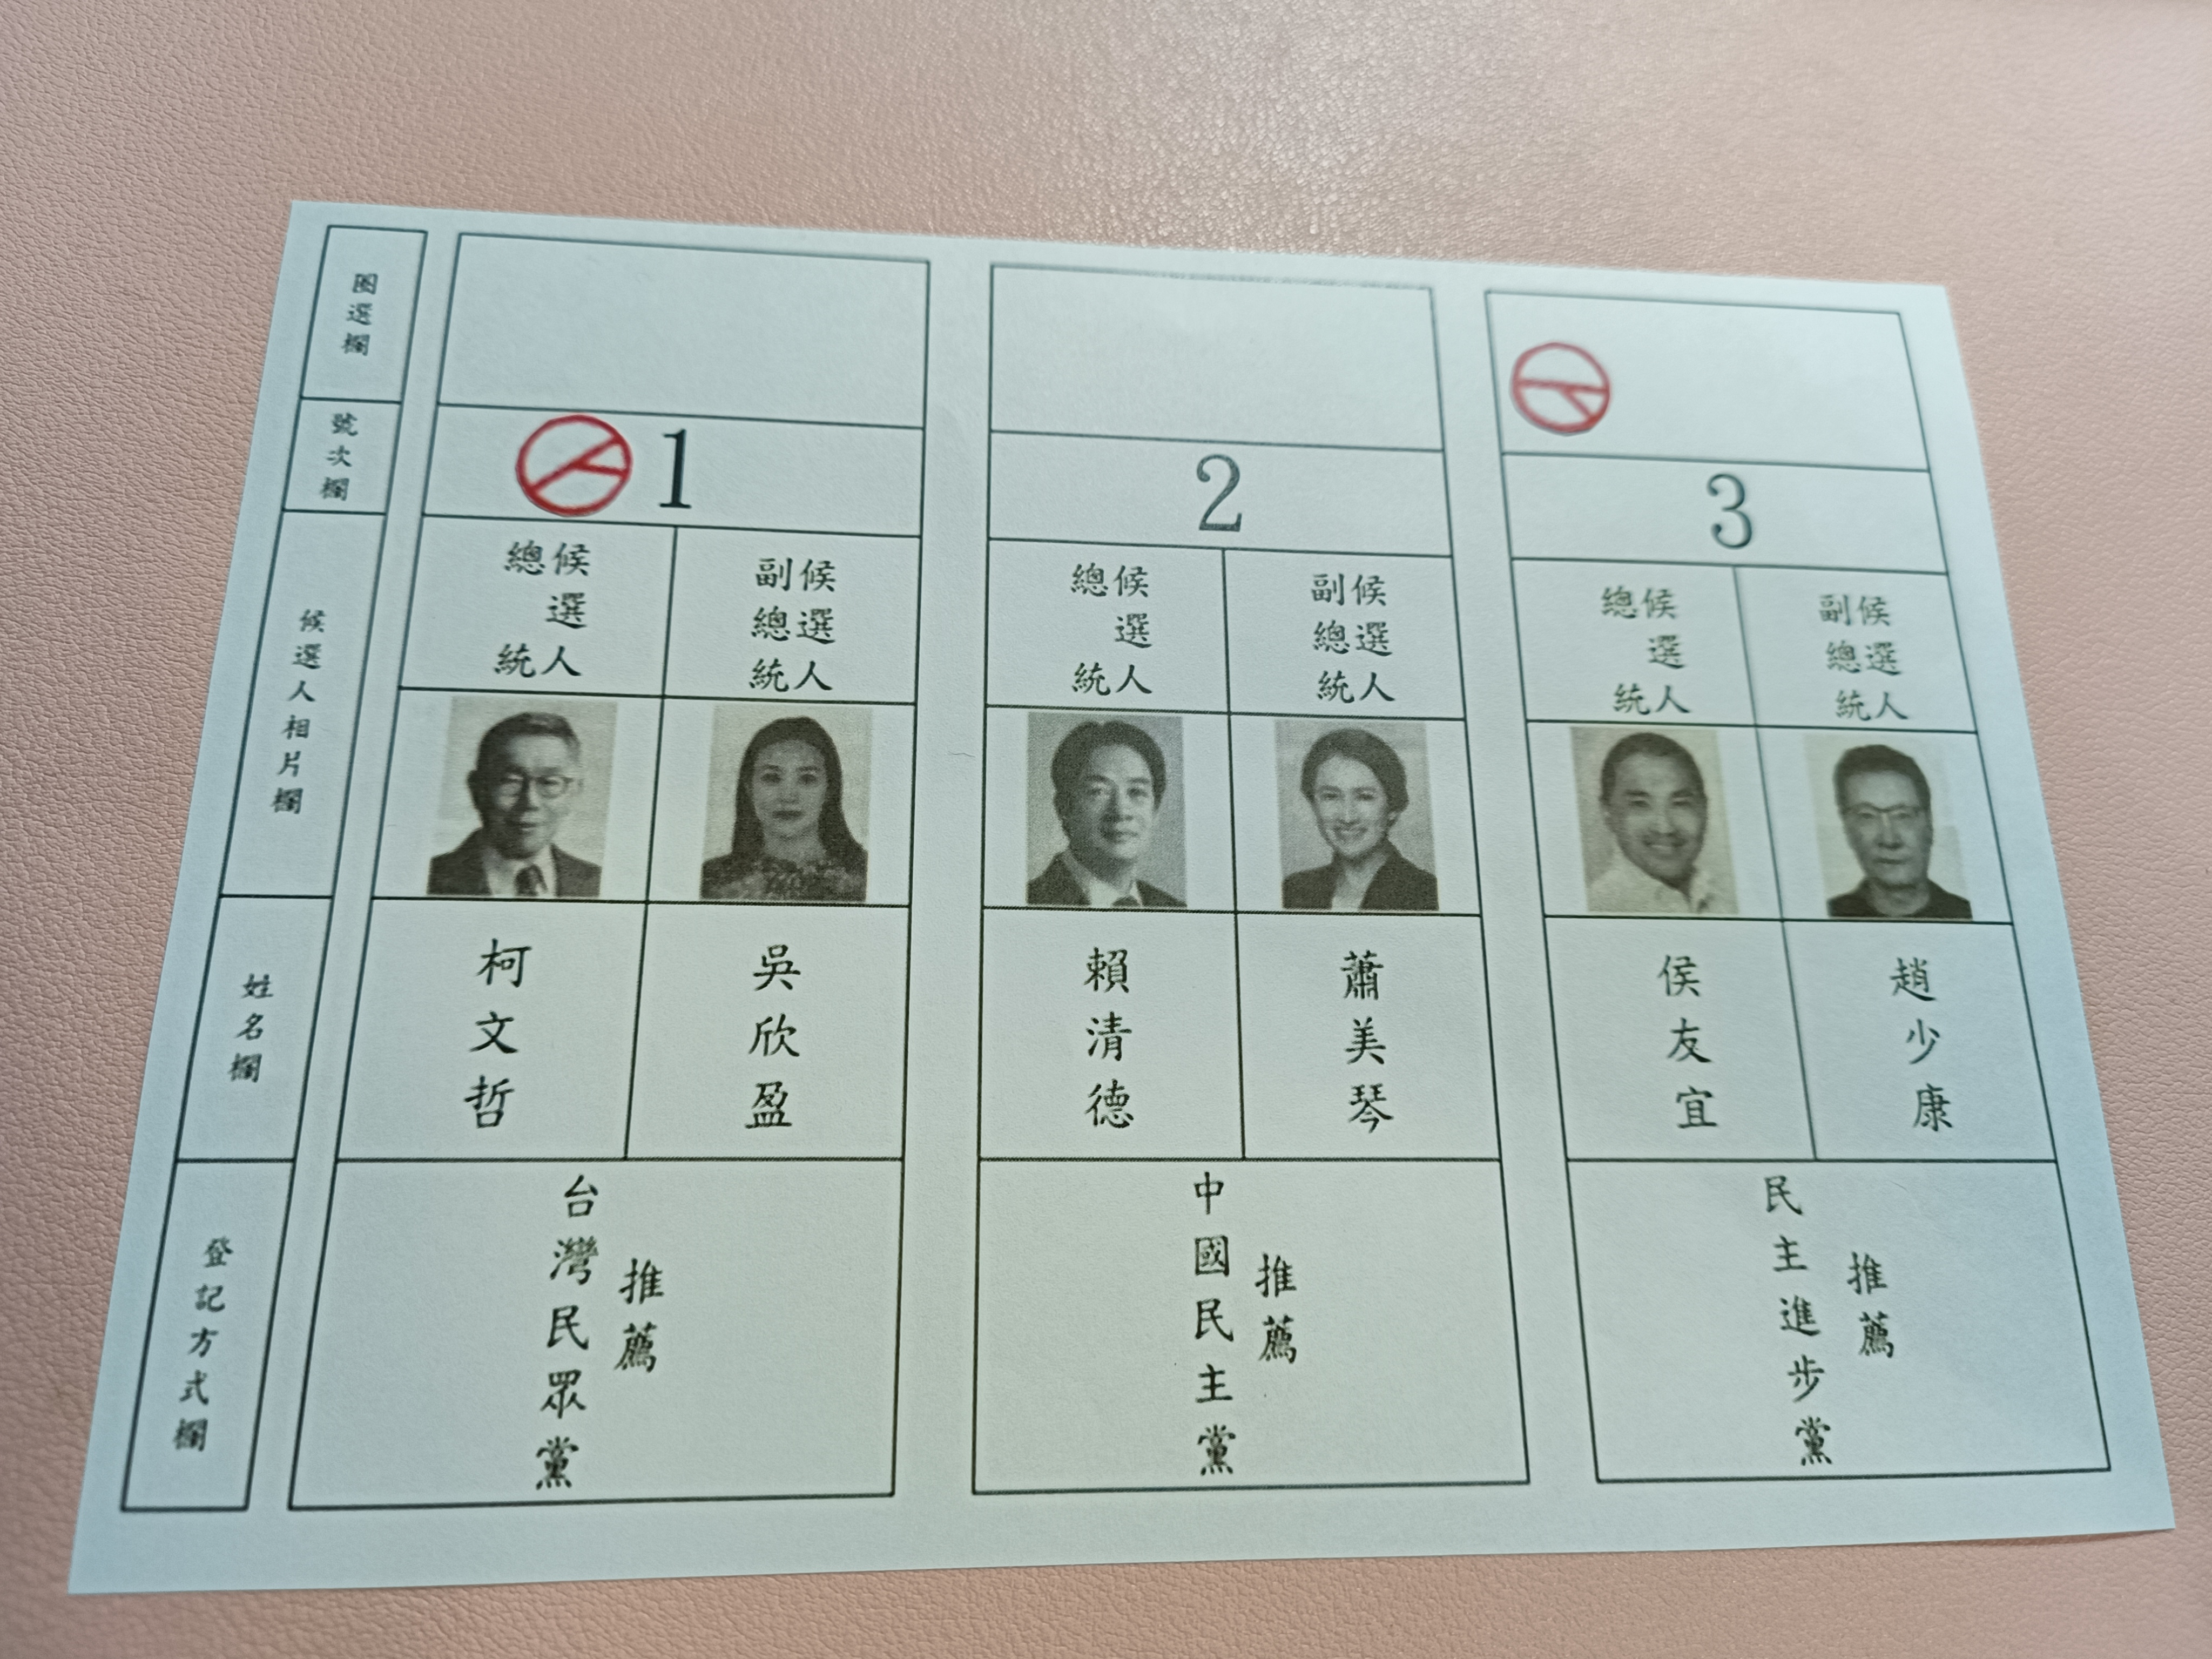 圈選欄
號次欄
候選人相片欄
姓名欄
登記方式欄
1
總統
候選人
副總統
候選人
柯文哲
吳欣盈
台灣民眾黨
推薦
2
總統
候選人
副總統
候選人
賴清德
蕭美琴
中國民主黨
推薦
3
總統
候選人
副總統
候選人
侯友宜
趙少康
民主進步黨
推薦